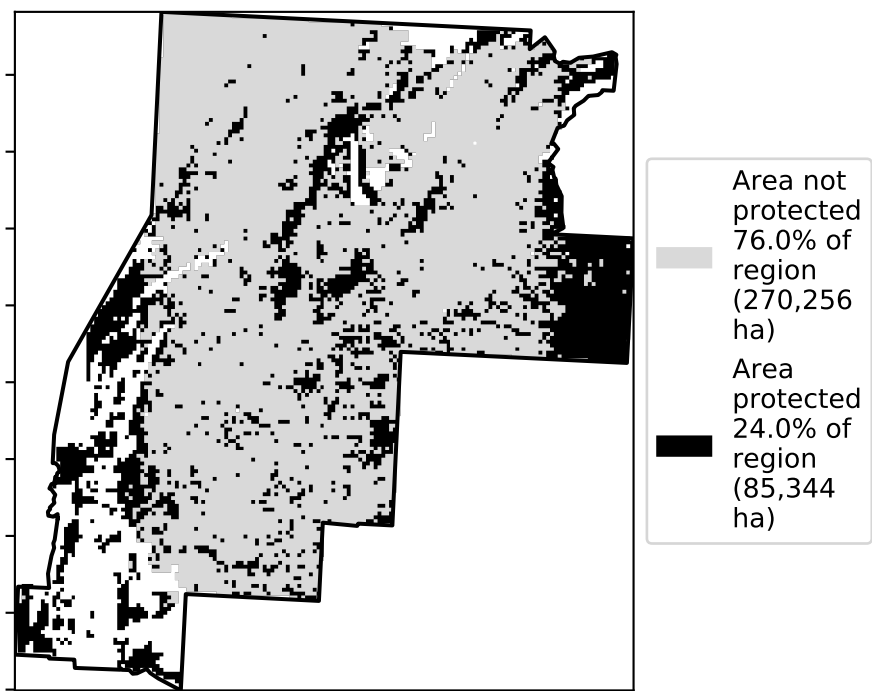 Area not
protected
76.0% of
region
(270,256
ha)
Area
protected
24.0% of
region
(85,344
ha)